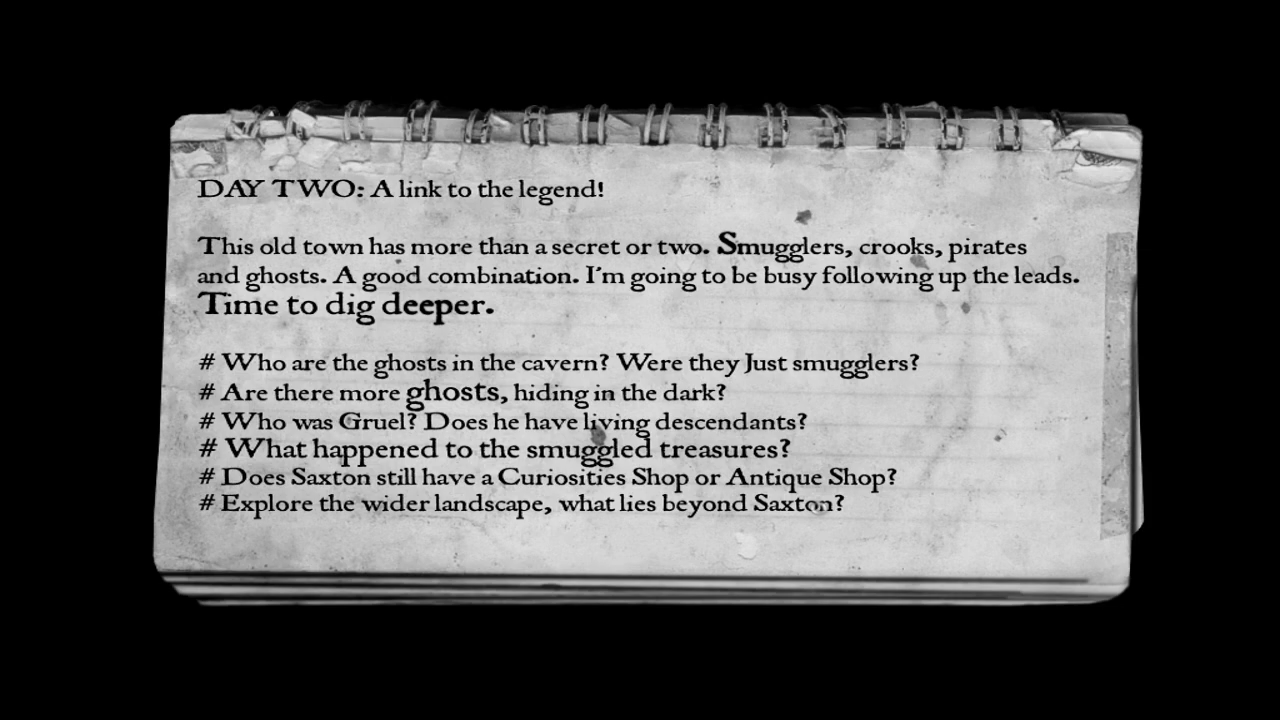 DAY TWO: A link to the legend!
This old town has more than a secret or two. Smugglers, crooks, pirates
and ghosts. A good combination. I'm going to be busy following up the leads.
Time to dig deeper.
# Who are the ghosts in the cavern? Were they Just smugglers?
# Are there more ghosts, hiding in the dark?
# Who was Gruel? Does he have living descendants?
# What happened to the smuggled treasures?
# Does Saxton still have a Curiosities Shop or Antique Shop?
# Explore the wider landscape, what lies beyond Saxton?